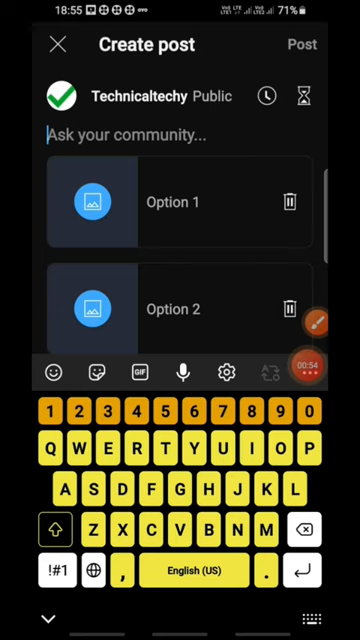 18:55 71%
Create post Post
Technicaltechy Public
Ask your community...
Option 1
Option 2
GIF
00:54
1 2 3 4 5 6 7 8 9 0
Q W E R T Y U I O P
A S D F G H J K L
Z X C V B N M
!#1 , English (US) .